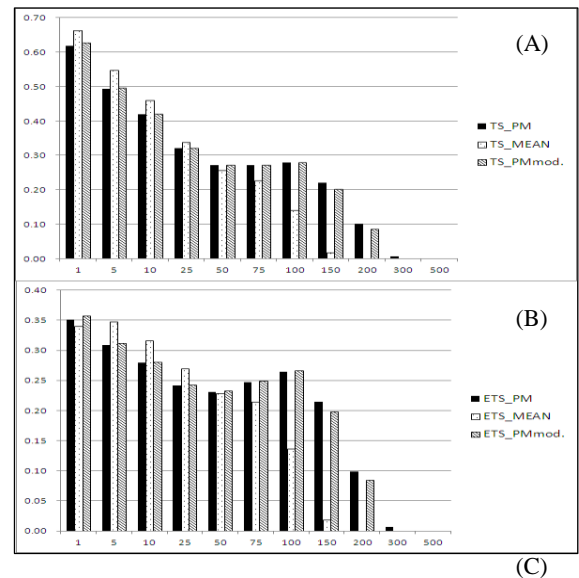 0.70
0.60
0.50
0.40
0.30
0.20
0.10
0.00
1 5 10 25 50 75 100 150 200 300 500
(A)
TS_PM
TS_MEAN
TS_PMmod.
0.40
0.35
0.30
0.25
0.20
0.15
0.10
0.05
0.00
1 5 10 25 50 75 100 150 200 300 500
(B)
ETS_PM
ETS_MEAN
ETS_PMmod.
(C)